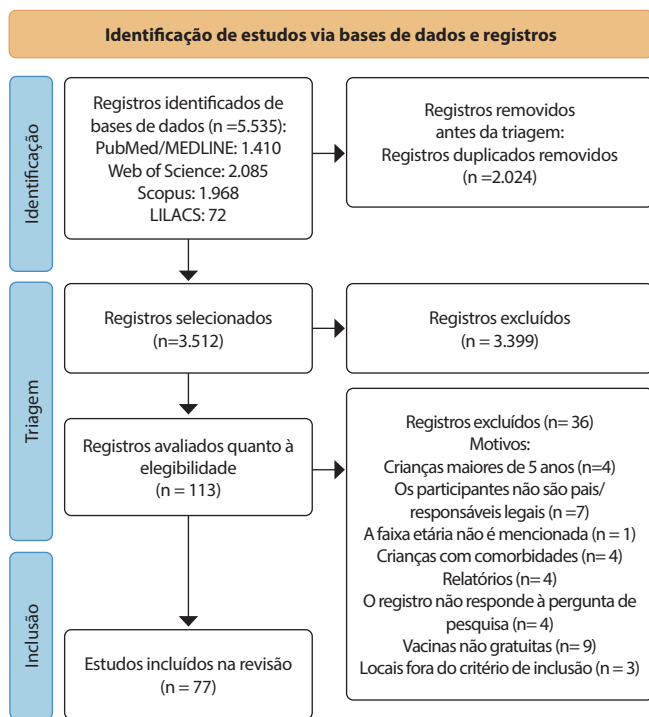 Identificação de estudos via bases de dados e registros
Identificação
Registros identificados de
bases de dados (n =5.535):
PubMed/MEDLINE: 1.410
Web of Science: 2.085
Scopus: 1.968
LILACS: 72
Registros removidos
antes da triagem:
Registros duplicados removidos
(n =2.024)
Triagem
Registros selecionados
(n=3.512)
Registros excluídos
(n = 3.399)
Registros avaliados quanto à
elegibilidade
(n = 113)
Registros excluídos (n= 36)
Motivos:
Crianças maiores de 5 anos (n=4)
Os participantes não são pais/
responsáveis legais (n =7)
A faixa etária não é mencionada (n = 1)
Crianças com comorbidades (n= 4)
Relatórios (n= 4)
O registro não responde à pergunta de
pesquisa (n= 4)
Vacinas não gratuitas (n= 9)
Locais fora do critério de inclusão (n = 3)
Inclusão
Estudos incluídos na revisão
(n = 77)